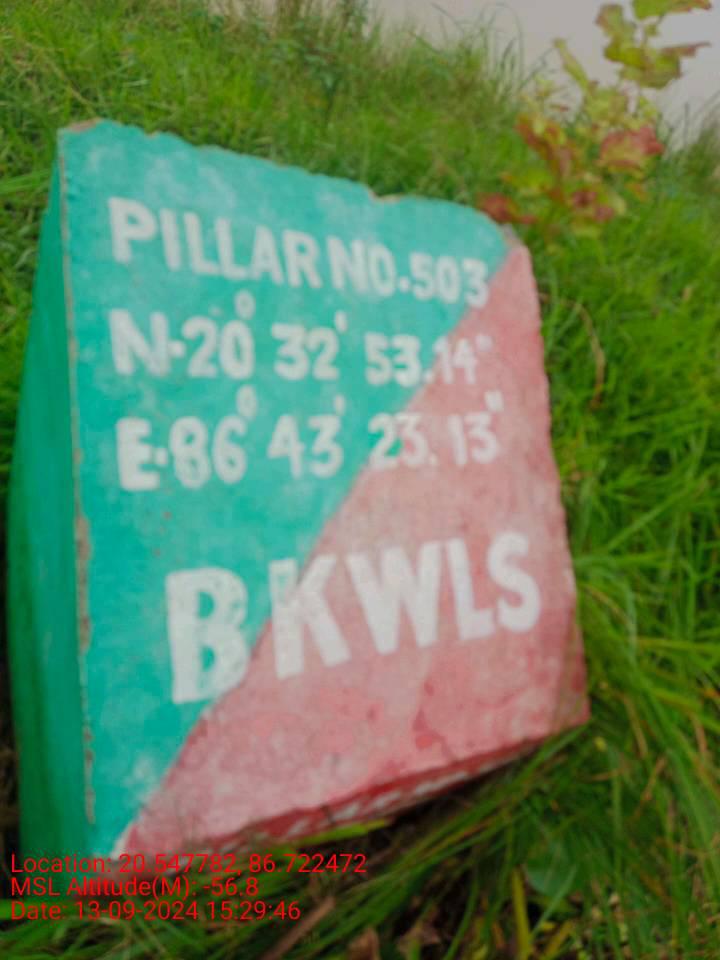 PILLAR NO.503
N.20° 32' 53.14"
E.86° 43' 23.13"
BKWLS
Location: 20.547782, 86.722472
MSL Altitude(M): -56.8
Date: 13-09-2024 15:29:46